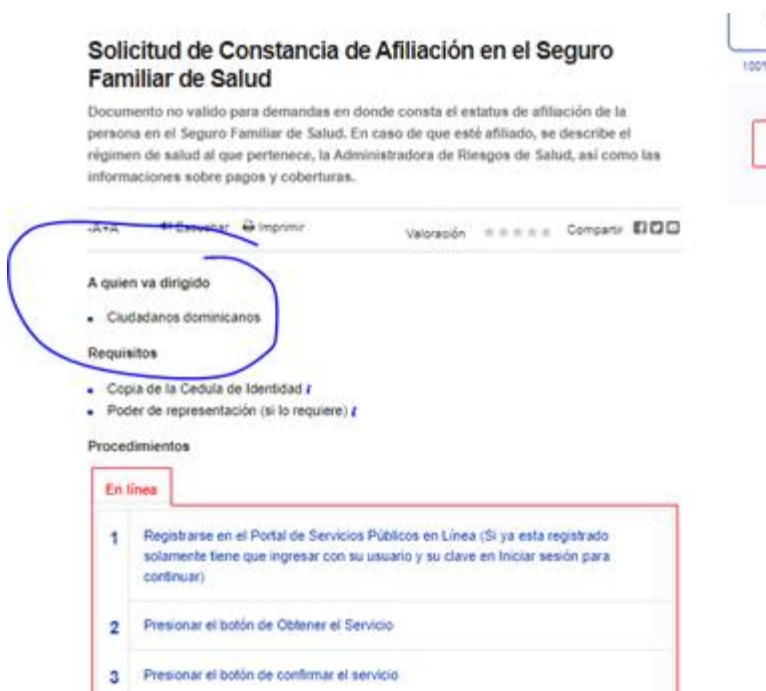 Solicitud de Constancia de Afiliación en el Seguro
Familiar de Salud
Documento no valido para demandas en donde consta el estatus de afiliación de la
persona en el Seguro Familiar de Salud. En caso de que esté afiliado, se describe el
régimen de salud al que pertenece, la Administradora de Riesgos de Salud, así como las
informaciones sobre pagos y coberturas.
-A+A Escuchar Imprimir Valoración Compartir
A quien va dirigido
Ciudadanos dominicanos
Requisitos
Copia de la Cedula de Identidad i
Poder de representación (si lo requiere) i
Procedimientos
En línea
1 Registrarse en el Portal de Servicios Públicos en Línea (Si ya esta registrado
solamente tiene que ingresar con su usuario y su clave en Iniciar sesión para
continuar)
2 Presionar el botón de Obtener el Servicio
3 Presionar el botón de confirmar el servicio